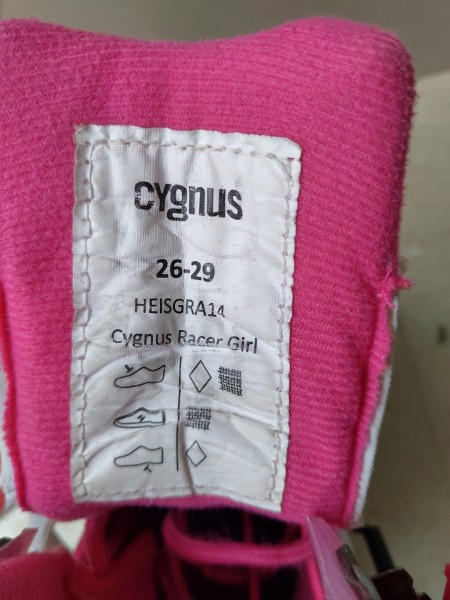 cygnus
26-29
HEISGRA14
Cygnus Racer Girl